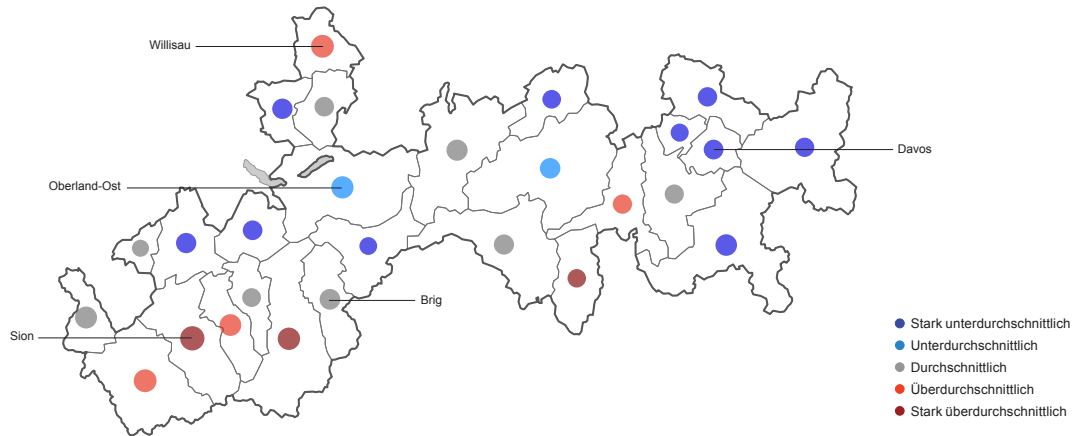 Willisau
Davos
Oberland-Ost
Brig
Sion
Stark unterdurchschnittlich
Unterdurchschnittlich
Durchschnittlich
Überdurchschnittlich
Stark überdurchschnittlich